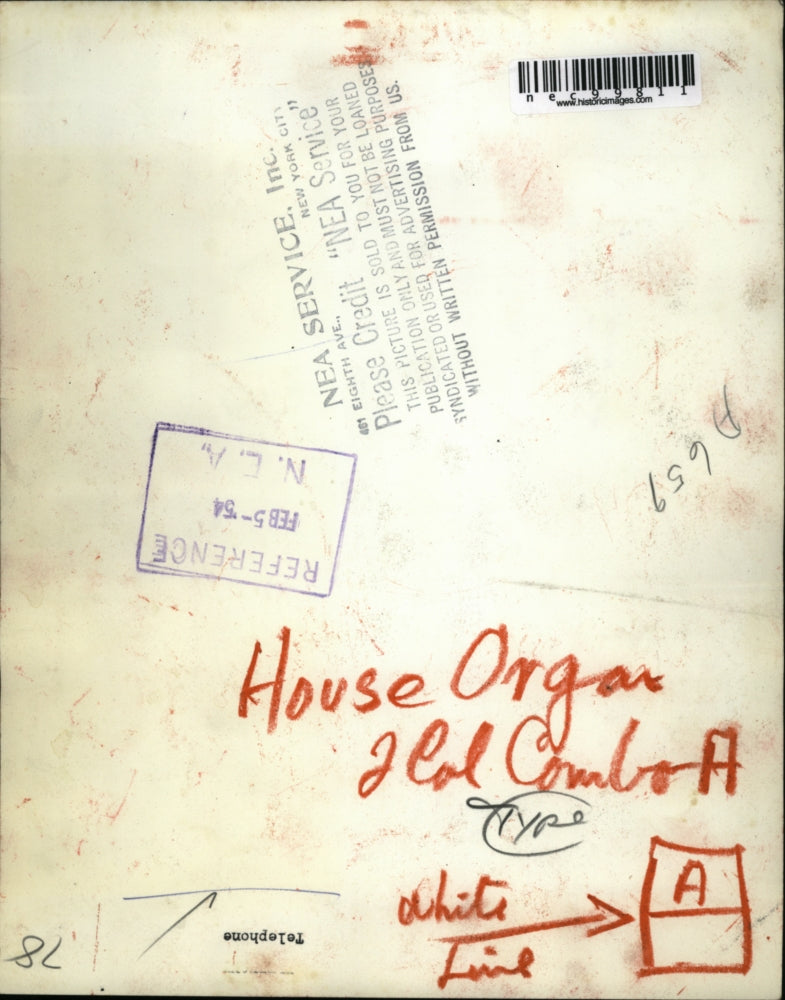 nec99811
www.historicimages.com
NEA SERVICE, Inc.
461 EIGHTH AVE., NEW YORK CITY
Please Credit "NEA Service"
THIS PICTURE IS SOLD TO YOU FOR YOUR
PUBLICATION ONLY AND MUST NOT BE LOANED
SYNDICATED OR USED FOR ADVERTISING PURPOSES
WITHOUT WRITTEN PERMISSION FROM US.
REFERENCE
FEB 5-'54
N. E. A.
House Organ
2 Col Combo A
Type
A
White
Line
Telephone